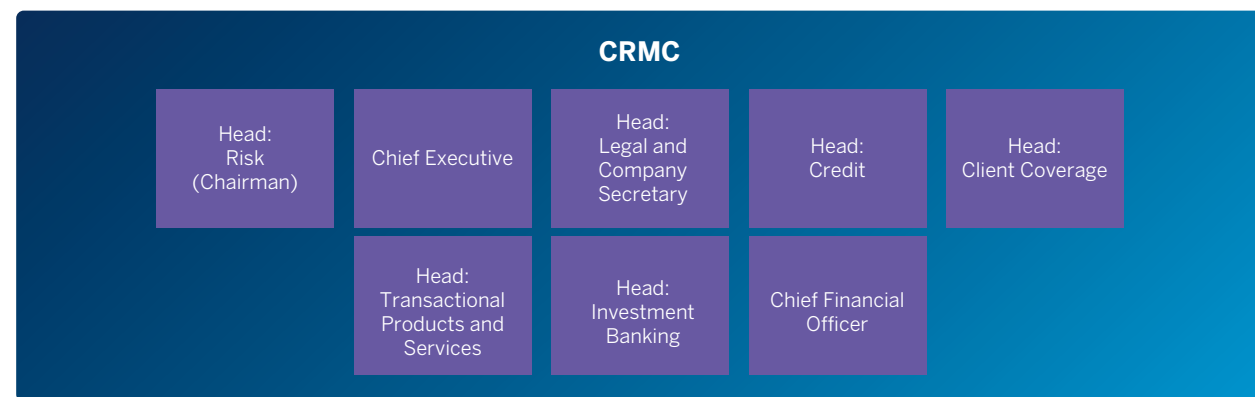 CRMC
Head:
Risk
(Chairman)
Chief Executive
Head:
Legal and
Company
Secretary
Head:
Credit
Head:
Client Coverage
Head:
Transactional
Products and
Services
Head:
Investment
Banking
Chief Financial
Officer